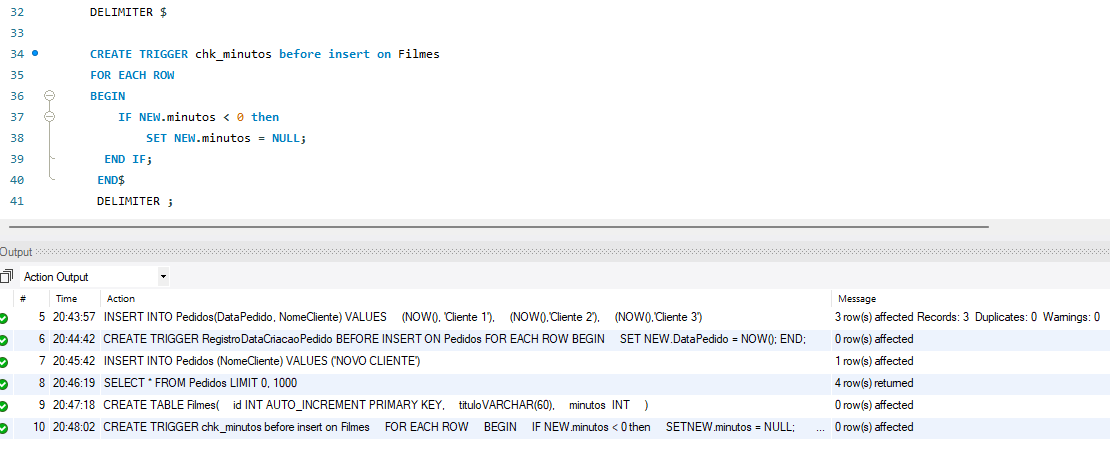 32 DELIMITER $
33
34 CREATE TRIGGER chk_minutos before insert on Filmes
35 FOR EACH ROW
36 BEGIN
37 IF NEW.minutos < 0 then
38 SET NEW.minutos = NULL;
39 END IF;
40 END$
41 DELIMITER ;
Output
Action Output
# Time Action Message
5 20:43:57 INSERT INTO Pedidos(DataPedido, NomeCliente) VALUES (NOW(), 'Cliente 1'), (NOW(),'Cliente 2'), (NOW(),'Cliente 3') 3 row(s) affected Records: 3 Duplicates: 0 Warnings: 0
6 20:44:42 CREATE TRIGGER RegistroDataCriacaoPedido BEFORE INSERT ON Pedidos FOR EACH ROW BEGIN SET NEW.DataPedido = NOW(); END; 0 row(s) affected
7 20:45:42 INSERT INTO Pedidos (NomeCliente) VALUES ('NOVO CLIENTE') 1 row(s) affected
8 20:46:19 SELECT * FROM Pedidos LIMIT 0, 1000 4 row(s) returned
9 20:47:18 CREATE TABLE Filmes( id INT AUTO_INCREMENT PRIMARY KEY, titulo VARCHAR(60), minutos INT ) 0 row(s) affected
10 20:48:02 CREATE TRIGGER chk_minutos before insert on Filmes FOR EACH ROW BEGIN IF NEW.minutos < 0 then SET NEW.minutos = NULL; ... 0 row(s) affected